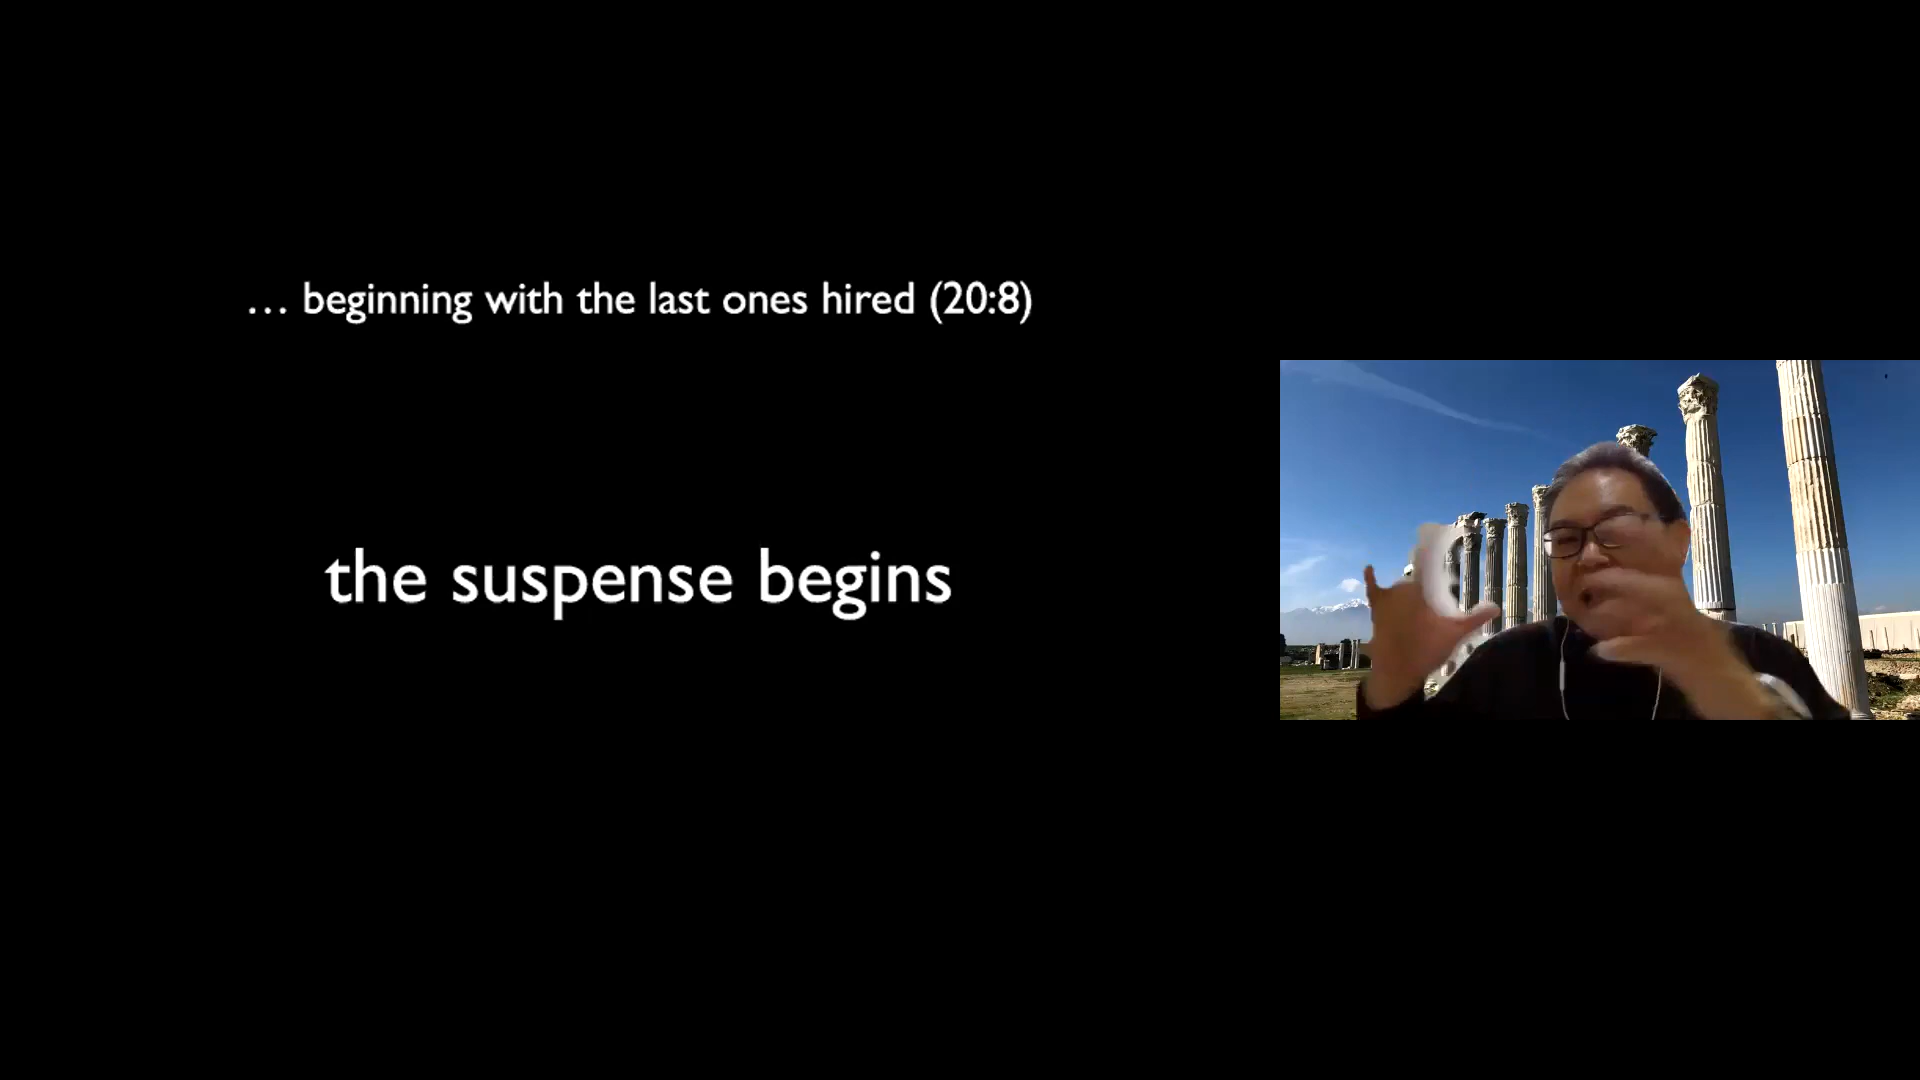 … beginning with the last ones hired (20:8)
the suspense begins